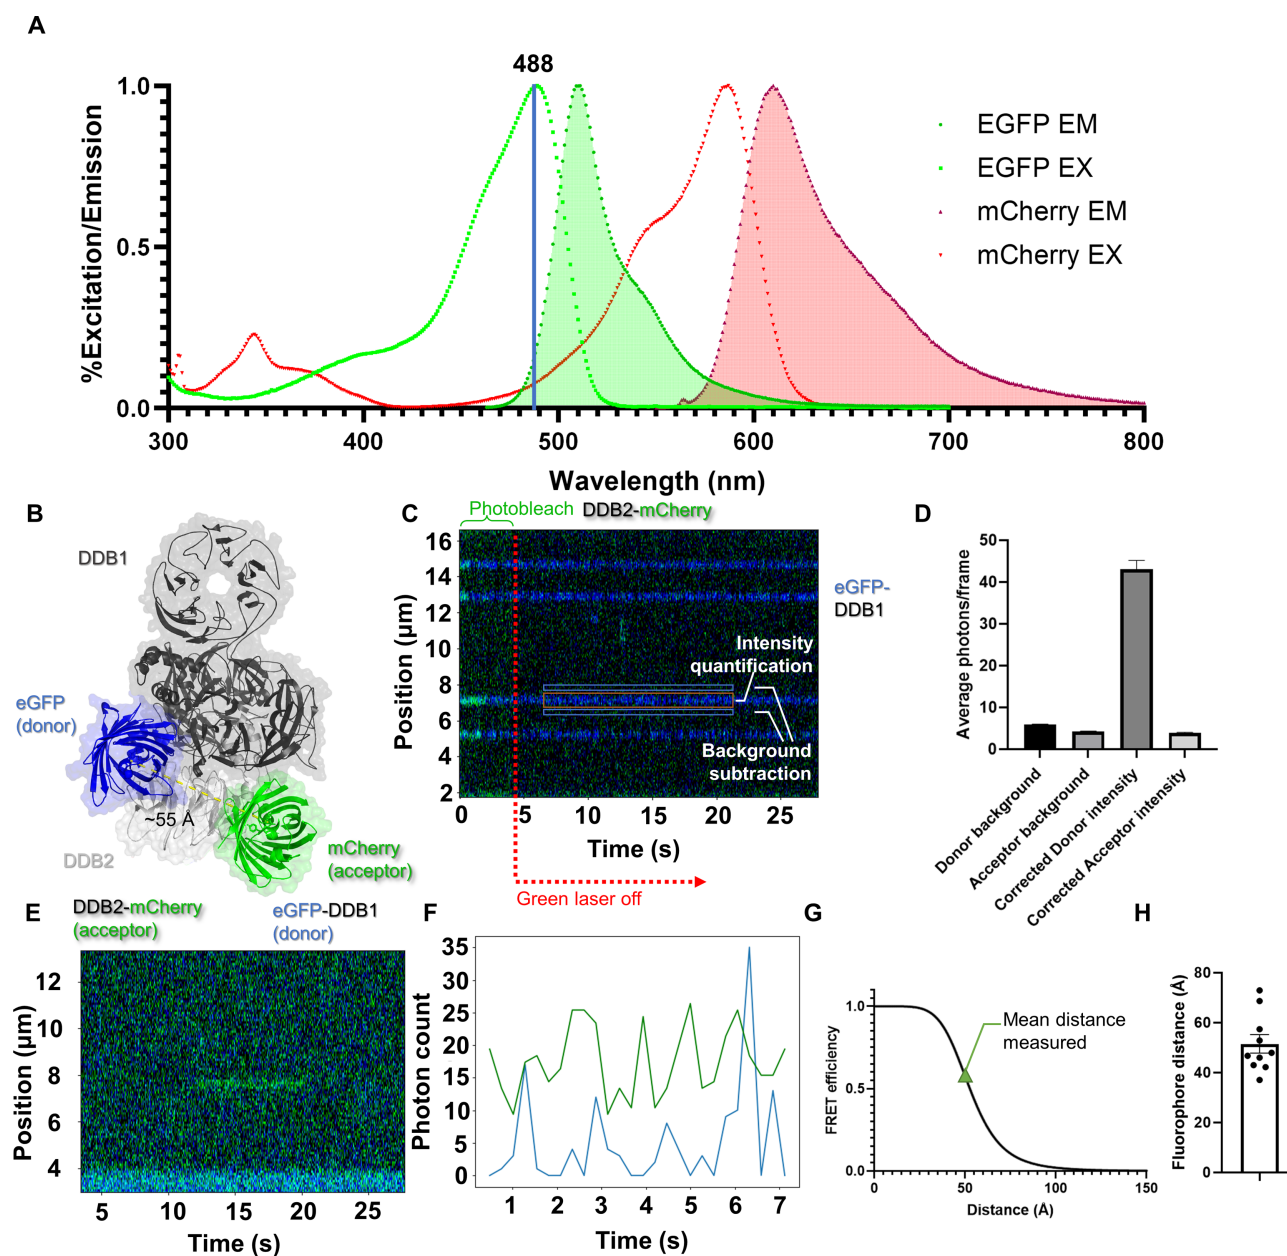 A
488
1.0
0.5
0.0
%Excitation/Emission
300 400 500 600 700 800
Wavelength (nm)
EGFP EM
EGFP EX
mCherry EM
mCherry EX
B
DDB1
eGFP
(donor)
~55 Å
DDB2
mCherry
(acceptor)
C
Photobleach DDB2-mCherry
eGFP-
DDB1
16
14
12
10
8
6
4
2
Position (µm)
Intensity
quantification
Background
subtraction
0 5 10 15 20 25
Time (s)
Green laser off
D
50
40
30
20
10
0
Average photons/frame
Donor background
Acceptor background
Corrected Donor intensity
Corrected Acceptor intensity
E
DDB2-mCherry
(acceptor)
eGFP-DDB1
(donor)
12
10
8
6
4
Position (µm)
5 10 15 20 25
Time (s)
F
35
30
25
20
15
10
5
0
Photon count
1 2 3 4 5 6 7
Time (s)
G
1.0
0.5
0.0
FRET efficiency
Mean distance
measured
0 50 100 150
Distance (Å)
H
80
60
40
20
0
Fluorophore distance (Å)